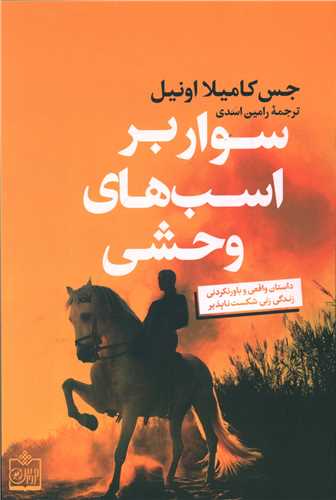 جس کامیلا اونیل
ترجمهٔ رامین اسدی
سوار بر
اسب‌های
وحشی
داستان واقعی و باورنکردنی
زندگی زنی شکست ناپذیر